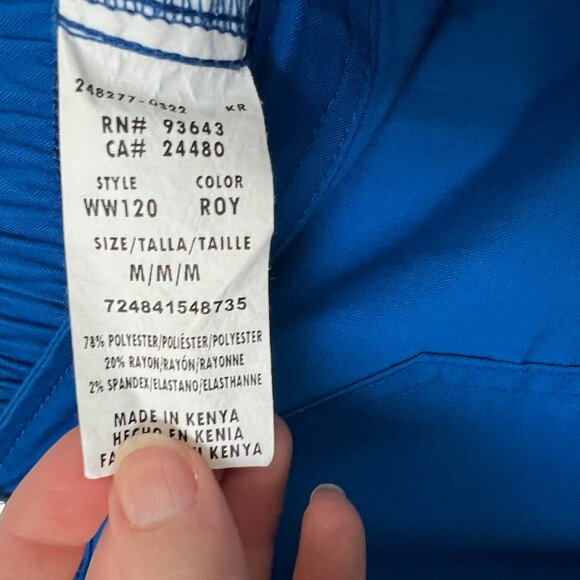 248277-0322 KR
RN# 93643
CA# 24480
STYLE COLOR
WW120 ROY
SIZE/TALLA/TAILLE
M/M/M
724841548735
78% POLYESTER/POLIÉSTER/POLYESTER
20% RAYON/RAYÓN/RAYONNE
2% SPANDEX/ELASTANO/ELASTHANNE
MADE IN KENYA
HECHO EN KENIA
KENYA